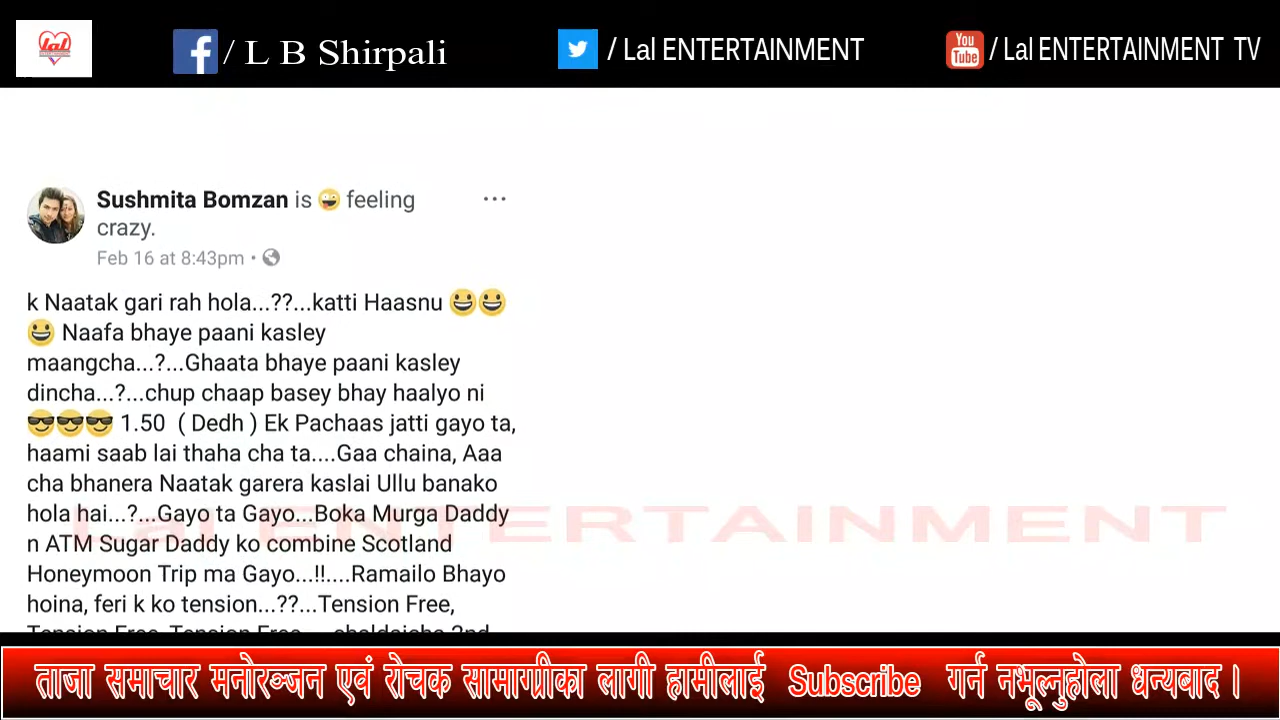 lal
/ L B Shirpali
/ Lal ENTERTAINMENT
You Tube / Lal ENTERTAINMENT TV
Sushmita Bomzan is 🤪 feeling
crazy.
Feb 16 at 8:43pm •
k Naatak gari rah hola...??...katti Haasnu 😀😀
😀 Naafa bhaye paani kasley
maangcha...?...Ghaata bhaye paani kasley
dincha...?...chup chaap basey bhay haalyo ni
😎😎😎 1.50 ( Dedh ) Ek Pachaas jatti gayo ta,
haami saab lai thaha cha ta....Gaa chaina, Aaa
cha bhanera Naatak garera kaslai Ullu banako
hola hai...?...Gayo ta Gayo...Boka Murga Daddy
n ATM Sugar Daddy ko combine Scotland
Honeymoon Trip ma Gayo...!!....Ramailo Bhayo
hoina, feri k ko tension...??...Tension Free,
Lal ENTERTAINMENT
ताजा समाचार मनोरञ्जन एवं रोचक सामाग्रीका लागी हामीलाई Subscribe गर्न नभूल्नुहोला धन्यबाद ।